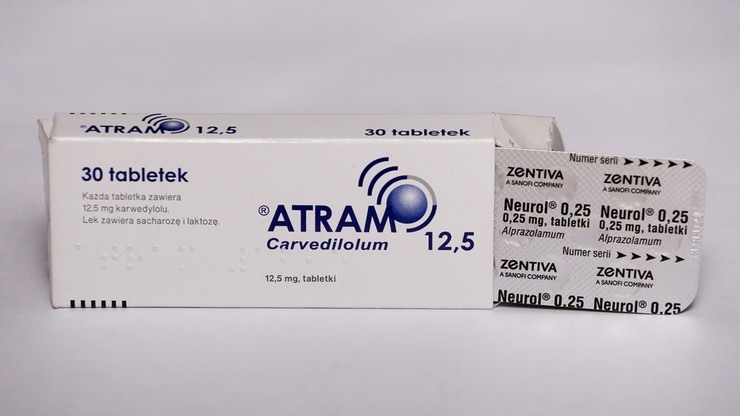 ® ATRAM 12,5
30 tabletek
30 tabletek
Każda tabletka zawiera
12,5 mg karwedylolu.
Lek zawiera sacharozę i laktozę.
® ATRAM 12,5
Carvedilolum
12,5 mg, tabletki
Numer serii
ZENTIVA
A SANOFI COMPANY
ZENTIVA
A SANOFI COMPANY
Neurol® 0,25
0,25 mg, tabletki
Alprazolamum
Neurol® 0,25
0,25 mg, tabletki
Alprazolamum
Numer serii
ZENTIVA
A SANOFI COMPANY
ZENTIVA
A SANOFI COMPANY
Neurol® 0,25
Neurol® 0,25